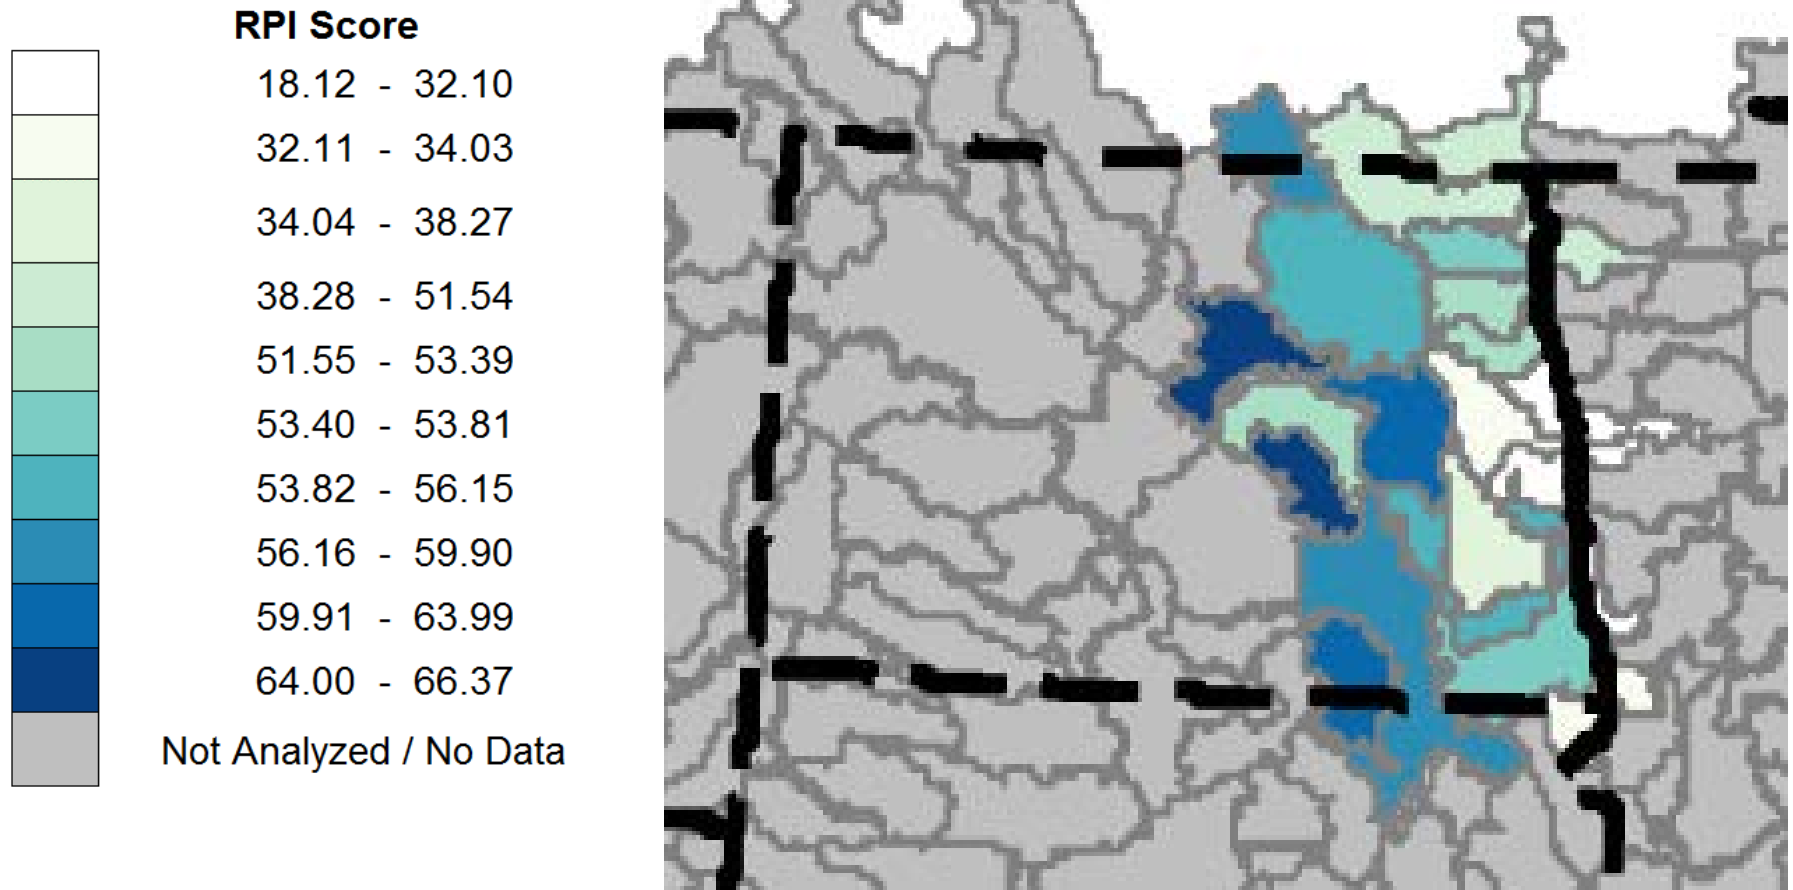 RPI Score
18.12 - 32.10
32.11 - 34.03
34.04 - 38.27
38.28 - 51.54
51.55 - 53.39
53.40 - 53.81
53.82 - 56.15
56.16 - 59.90
59.91 - 63.99
64.00 - 66.37
Not Analyzed / No Data